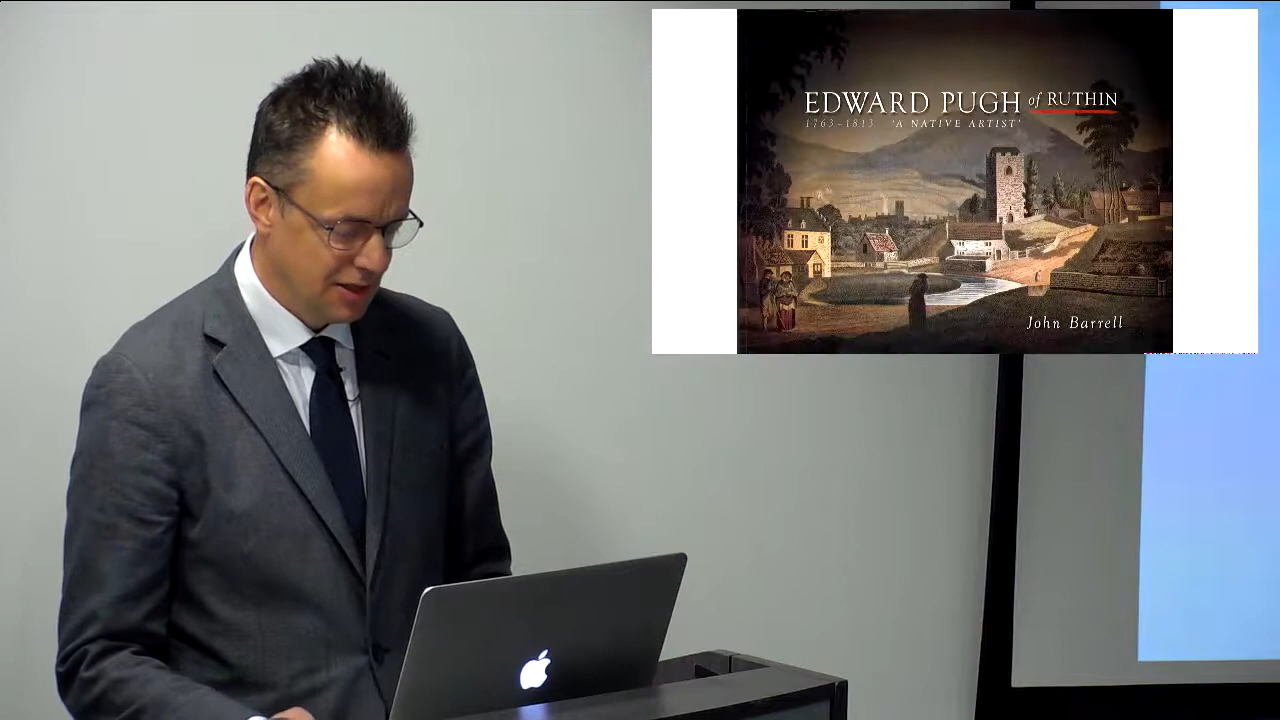 EDWARD PUGH of RUTHIN
1763–1813 'A NATIVE ARTIST'
John Barrell